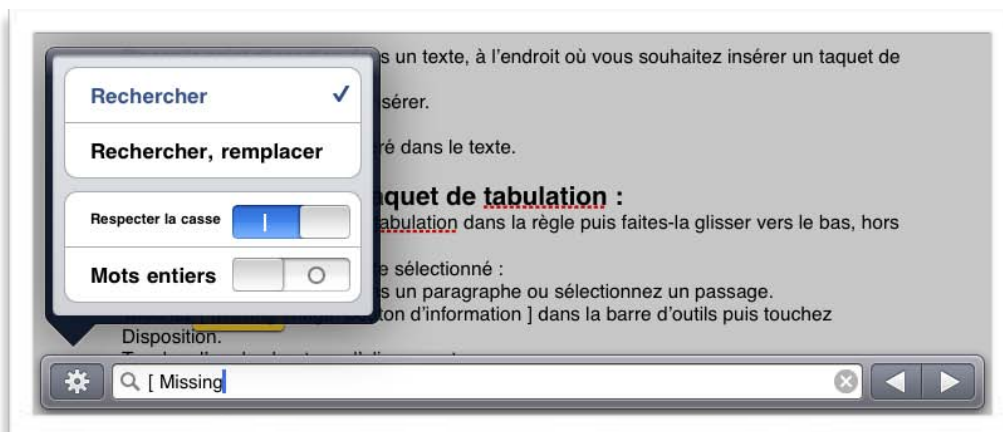 s un texte, à l'endroit où vous souhaitez insérer un taquet de
Rechercher
sérer.
Rechercher, remplacer
ré dans le texte.
aquet de tabulation :
Respecter la casse
tabulation dans la règle puis faites-la glisser vers le bas, hors
Mots entiers
e sélectionné :
s un paragraphe ou sélectionnez un passage.
ton d'information ] dans la barre d'outils puis touchez
Disposition.
[ Missing